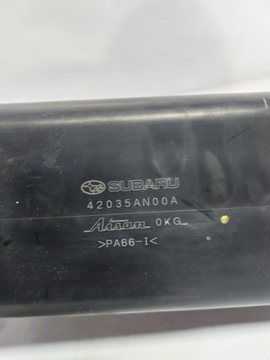 SUBARU
42035AN00A
Aisan 0KG
>PA66-I<